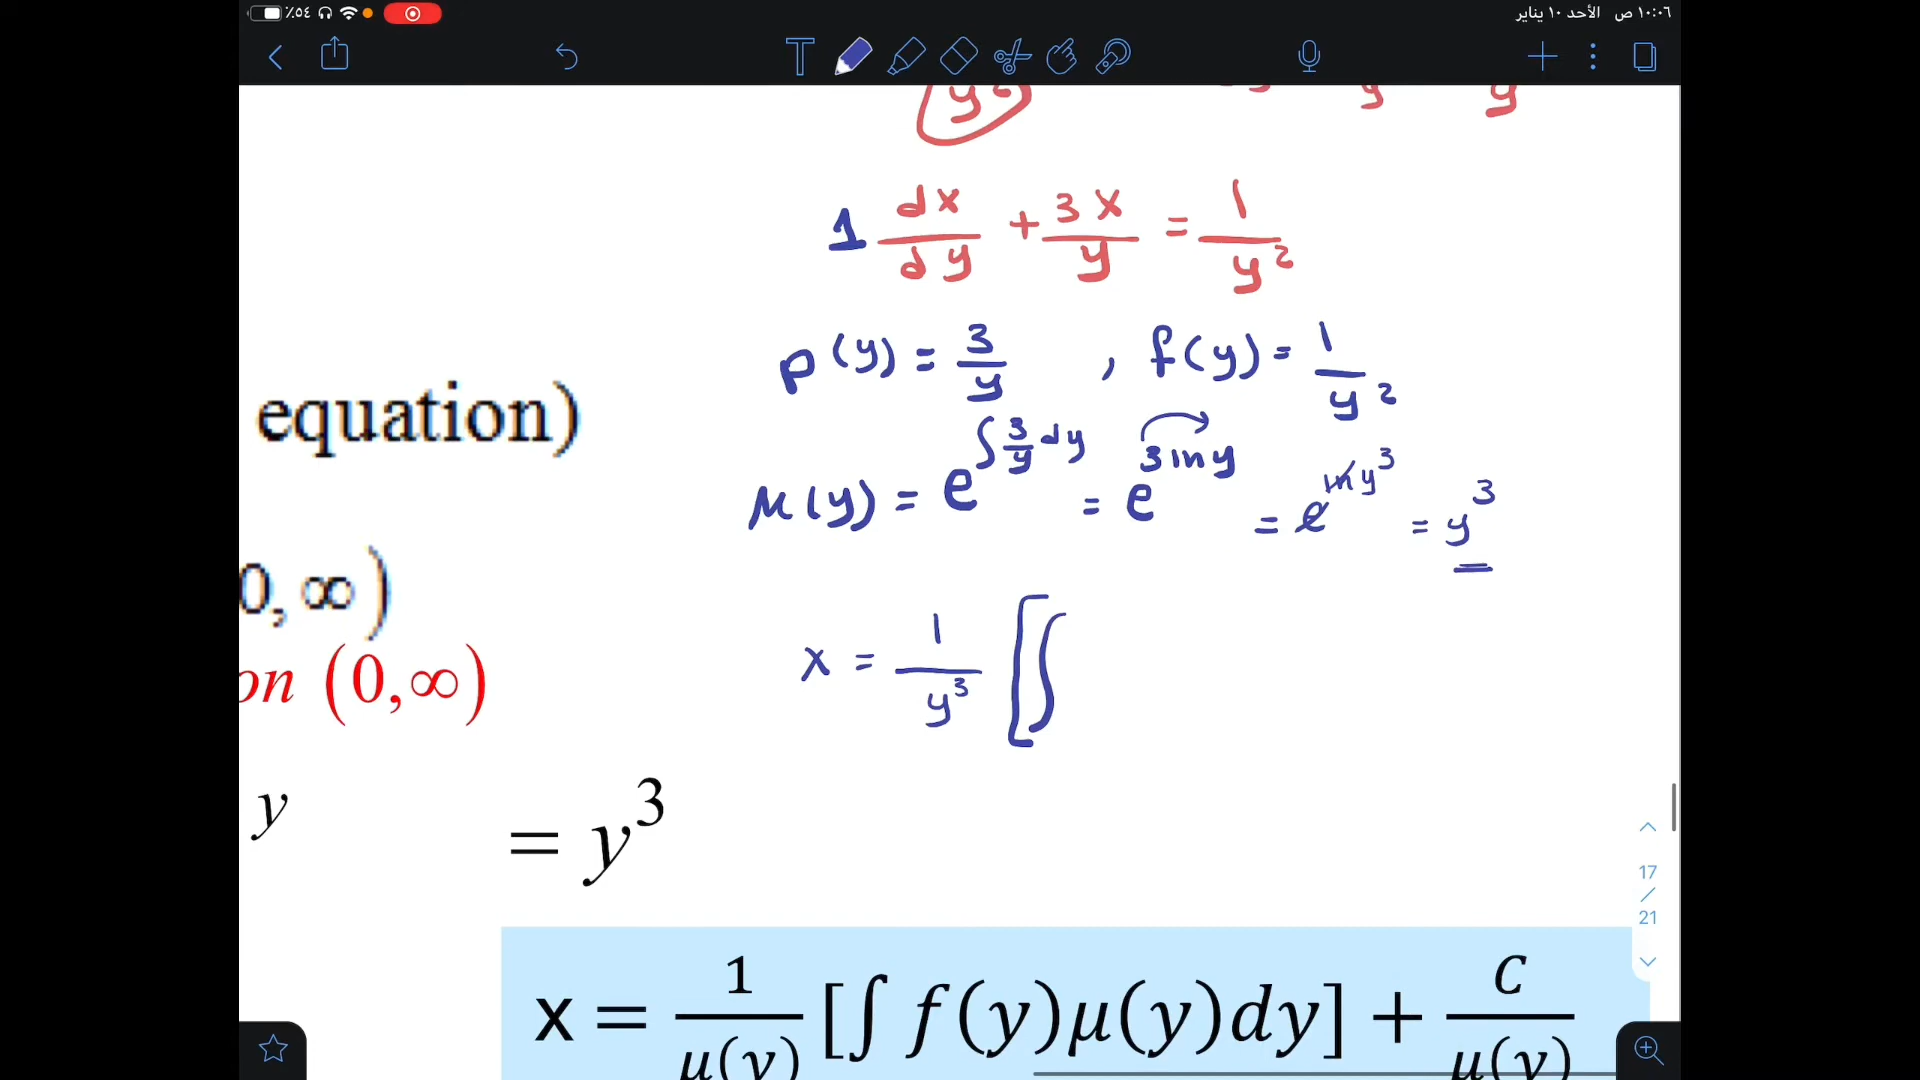 ٪٥٤ ١٠:٠٦ ص الأحد ١٠ يناير
T
1 dx/dy + 3x/y = 1/y²
p(y) = 3/y , f(y) = 1/y²
equation)
μ(y) = e^∫3/y dy = e^3 ln y = e^ln y³ = y³
0, ∞)
on (0,∞)
x = 1/y³ [∫
y = y³
17
/
21
x = 1/μ(y) [∫ f(y)μ(y)dy] + C/μ(y)